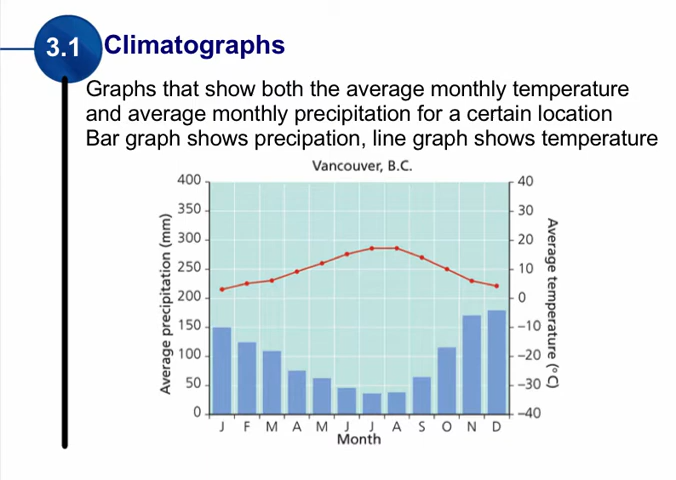 3.1 Climatographs
Graphs that show both the average monthly temperature
and average monthly precipitation for a certain location
Bar graph shows precipation, line graph shows temperature
Vancouver, B.C.
Average precipitation (mm)
400
350
300
250
200
150
100
50
0
40
30
20
10
0
–10
–20
–30
–40
Average temperature (°C)
J F M A M J J A S O N D
Month